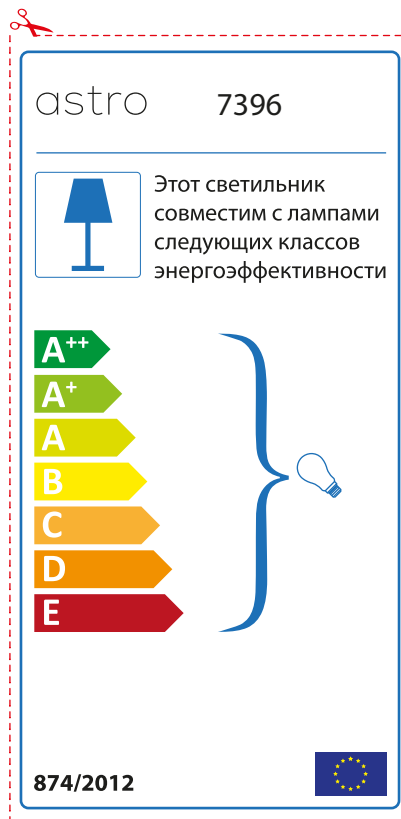 astro 7396
Этот светильник
совместим с лампами
следующих классов
энергоэффективности
A++
A+
A
B
C
D
E
874/2012